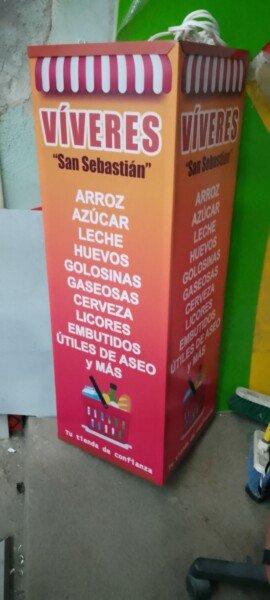 VÍVERES
"San Sebastián"
ARROZ
AZÚCAR
LECHE
HUEVOS
GOLOSINAS
GASEOSAS
CERVEZA
LICORES
EMBUTIDOS
ÚTILES DE ASEO
y MÁS
Tu tienda de confianza
VÍVERES
"San Sebastián"
ARROZ
AZÚCAR
LECHE
HUEVOS
GOLOSINAS
GASEOSAS
CERVEZA
LICORES
EMBUTIDOS
ÚTILES DE ASEO
y MÁS